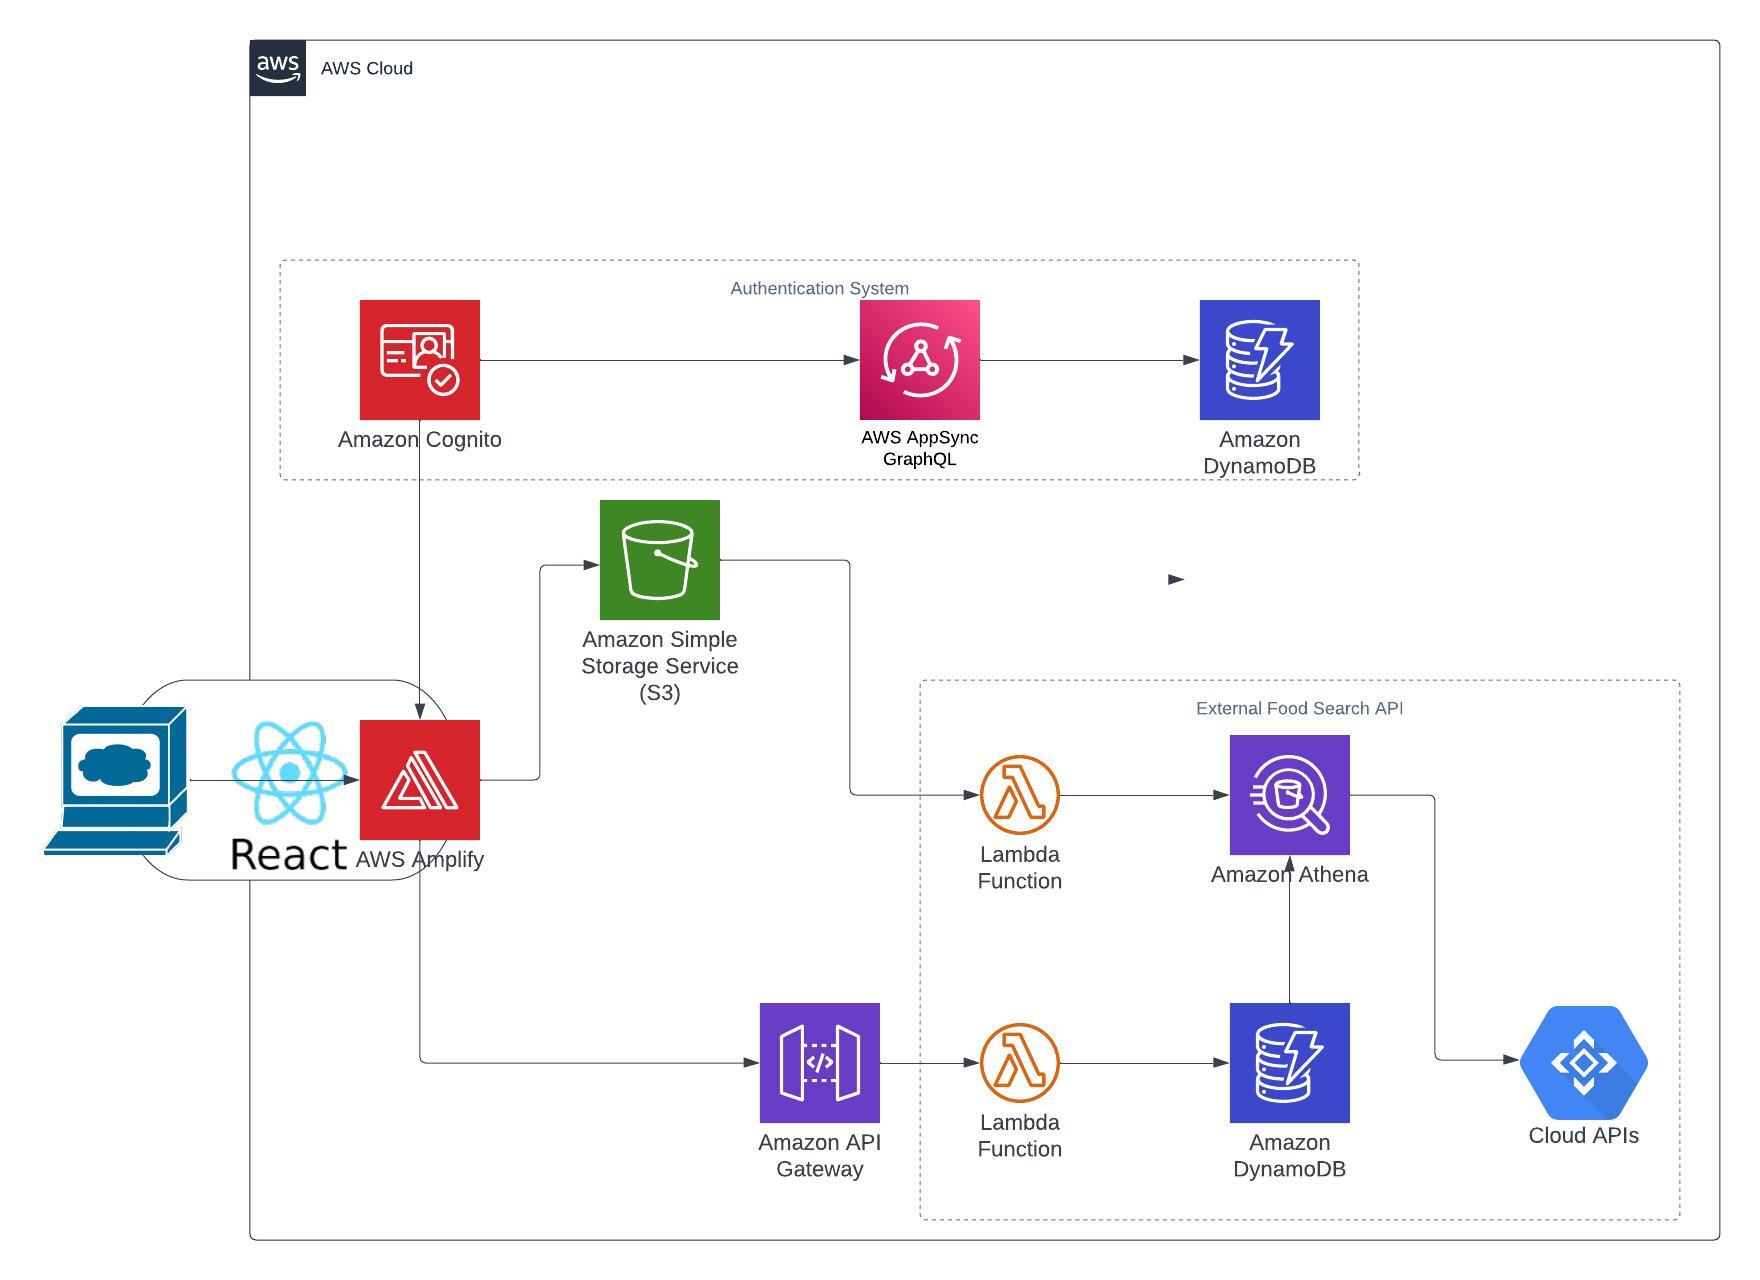 aws
AWS Cloud
Authentication System
Amazon Cognito
AWS AppSync
GraphQL
Amazon
DynamoDB
Amazon Simple
Storage Service
(S3)
External Food Search API
React
AWS Amplify
Lambda
Function
Amazon Athena
</>
Amazon API
Gateway
Lambda
Function
Amazon
DynamoDB
Cloud APIs